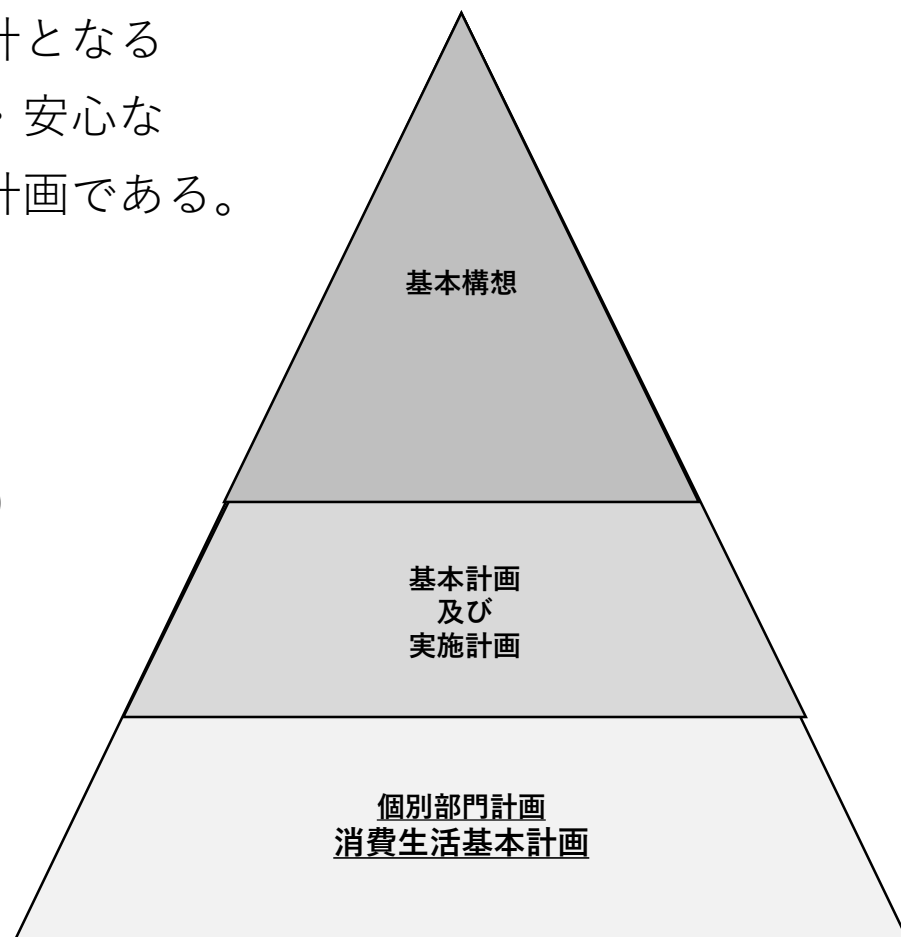 計となる
・安心な
計画である。
基本構想
)
基本計画
及び
実施計画
個別部門計画
消費生活基本計画